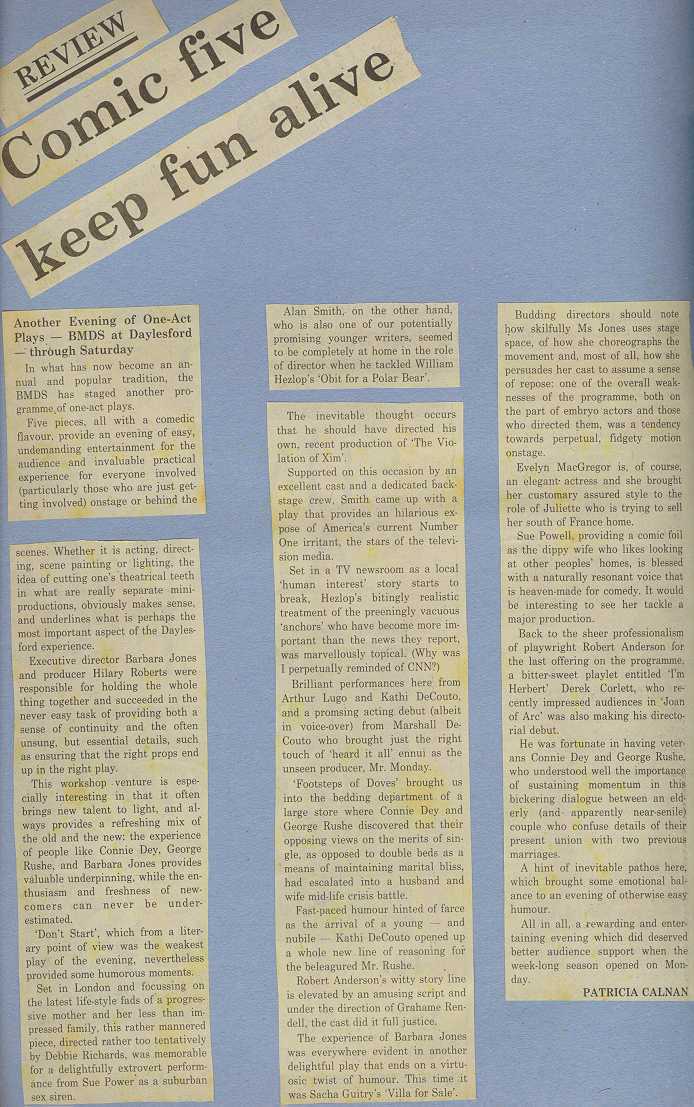 REVIEW
Comic five
keep fun alive
Another Evening of One-Act
Plays — BMDS at Daylesford
— through Saturday
In what has now become an an-
nual and popular tradition, the
BMDS has staged another pro-
gramme of one-act plays.
Five pieces, all with a comedic
flavour, provide an evening of easy,
undemanding entertainment for the
audience and invaluable practical
experience for everyone involved
(particularly those who are just get-
ting involved) onstage or behind the
scenes. Whether it is acting, direct-
ing, scene painting or lighting, the
idea of cutting one's theatrical teeth
in what are really separate mini-
productions, obviously makes sense,
and underlines what is perhaps the
most important aspect of the Dayles-
ford experience.
Executive director Barbara Jones
and producer Hilary Roberts were
responsible for holding the whole
thing together and succeeded in the
never easy task of providing both a
sense of continuity and the often
unsung, but essential details, such
as ensuring that the right props end
up in the right play.
This workshop venture is espe-
cially interesting in that it often
brings new talent to light, and al-
ways provides a refreshing mix of
the old and the new: the experience
of people like Connie Dey, George
Rushe, and Barbara Jones provides
valuable underpinning, while the en-
thusiasm and freshness of new-
comers can never be under-
estimated.
'Don't Start', which from a liter-
ary point of view was the weakest
play of the evening, nevertheless
provided some humorous moments.
Set in London and focussing on
the latest life-style fads of a progres-
sive mother and her less than im-
pressed family, this rather mannered
piece, directed rather too tentatively
by Debbie Richards, was memorable
for a delightfully extrovert perform-
ance from Sue Power as a suburban
sex siren.
Alan Smith, on the other hand,
who is also one of our potentially
promising younger writers, seemed
to be completely at home in the role
of director when he tackled William
Hezlop's 'Obit for a Polar Bear'.
The inevitable thought occurs
that he should have directed his
own, recent production of 'The Vio-
lation of Xim'.
Supported on this occasion by an
excellent cast and a dedicated back-
stage crew, Smith came up with a
play that provides an hilarious ex-
pose of America's current Number
One irritant, the stars of the televi-
sion media.
Set in a TV newsroom as a local
'human interest' story starts to
break, Hezlop's bitingly realistic
treatment of the preeningly vacuous
'anchors' who have become more im-
portant than the news they report,
was marvellously topical. (Why was
I perpetually reminded of CNN?)
Brilliant performances here from
Arthur Lugo and Kathi DeCouto,
and a promsing acting debut (albeit
in voice-over) from Marshall De-
Couto who brought just the right
touch of 'heard it all' ennui as the
unseen producer, Mr. Monday.
'Footsteps of Doves' brought us
into the bedding department of a
large store where Connie Dey and
George Rushe discovered that their
opposing views on the merits of sin-
gle, as opposed to double beds as a
means of maintaining marital bliss,
had escalated into a husband and
wife mid-life crisis battle.
Fast-paced humour hinted of farce
as the arrival of a young — and
nubile — Kathi DeCouto opened up
a whole new line of reasoning for
the beleagured Mr. Rushe.
Robert Anderson's witty story line
is elevated by an amusing script and
under the direction of Grahame Ren-
dell, the cast did it full justice.
The experience of Barbara Jones
was everywhere evident in another
delightful play that ends on a virtu-
osic twist of humour. This time it
was Sacha Guitry's 'Villa for Sale'.
Budding directors should note
how skilfully Ms Jones uses stage
space, of how she choreographs the
movement and, most of all, how she
persuades her cast to assume a sense
of repose: one of the overall weak-
nesses of the programme, both on
the part of embryo actors and those
who directed them, was a tendency
towards perpetual, fidgety motion
onstage.
Evelyn MacGregor is, of course,
an elegant actress and she brought
her customary assured style to the
role of Juliette who is trying to sell
her south of France home.
Sue Powell, providing a comic foil
as the dippy wife who likes looking
at other peoples' homes, is blessed
with a naturally resonant voice that
is heaven-made for comedy. It would
be interesting to see her tackle a
major production.
Back to the sheer professionalism
of playwright Robert Anderson for
the last offering on the programme,
a bitter-sweet playlet entitled 'I'm
Herbert' Derek Corlett, who re-
cently impressed audiences in 'Joan
of Arc' was also making his directo-
rial debut.
He was fortunate in having veter-
ans Connie Dey and George Rushe,
who understood well the importance
of sustaining momentum in this
bickering dialogue between an eld-
erly (and apparently near-senile)
couple who confuse details of their
present union with two previous
marriages.
A hint of inevitable pathos here,
which brought some emotional bal-
ance to an evening of otherwise easy
humour.
All in all, a rewarding and enter-
taining evening which did deserved
better audience support when the
week-long season opened on Mon-
day.
PATRICIA CALNAN